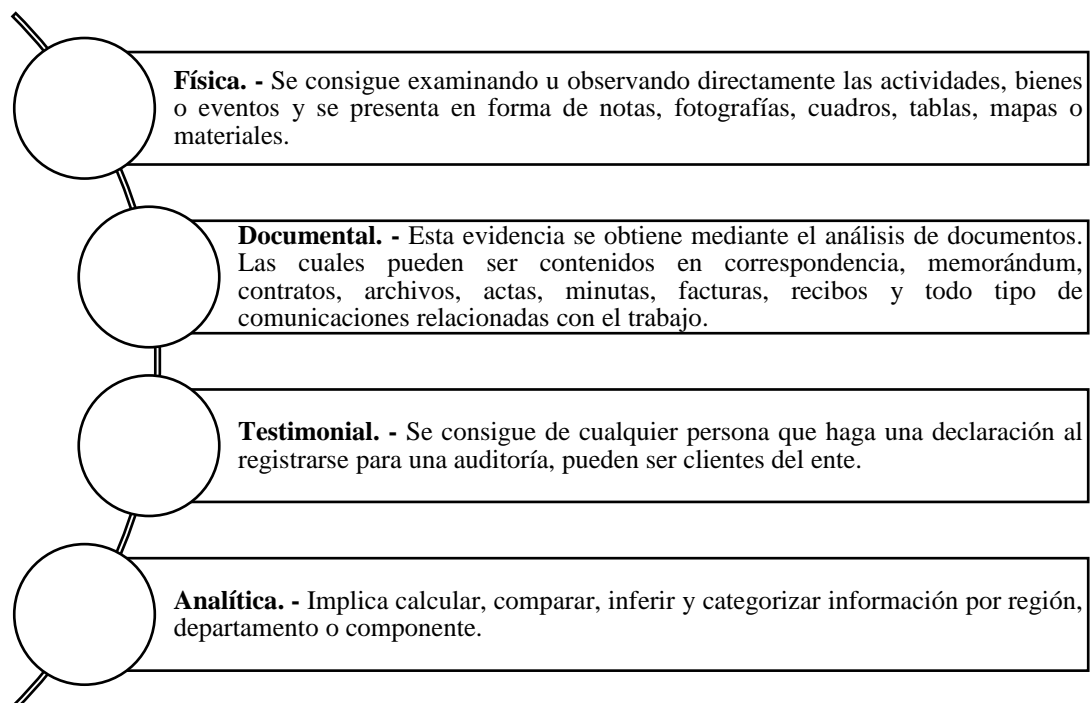 Física. - Se consigue examinando u observando directamente las actividades, bienes
o eventos y se presenta en forma de notas, fotografías, cuadros, tablas, mapas o
materiales.
Documental. - Esta evidencia se obtiene mediante el análisis de documentos.
Las cuales pueden ser contenidos en correspondencia, memorándum,
contratos, archivos, actas, minutas, facturas, recibos y todo tipo de
comunicaciones relacionadas con el trabajo.
Testimonial. - Se consigue de cualquier persona que haga una declaración al
registrarse para una auditoría, pueden ser clientes del ente.
Analítica. - Implica calcular, comparar, inferir y categorizar información por región,
departamento o componente.